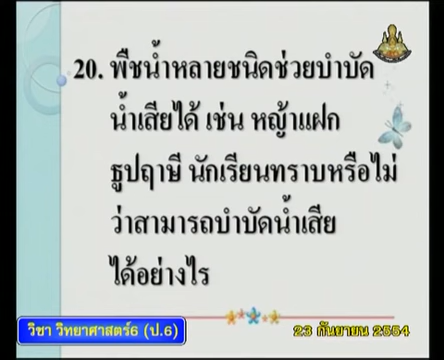 20. พืชน้ำหลายชนิดช่วยบำบัด
น้ำเสียได้ เช่น หญ้าแฝก
ธูปฤาษี นักเรียนทราบหรือไม่
ว่าสามารถบำบัดน้ำเสีย
ได้อย่างไร
วิชา วิทยาศาสตร์6 (ป.6)
23 กันยายน 2554